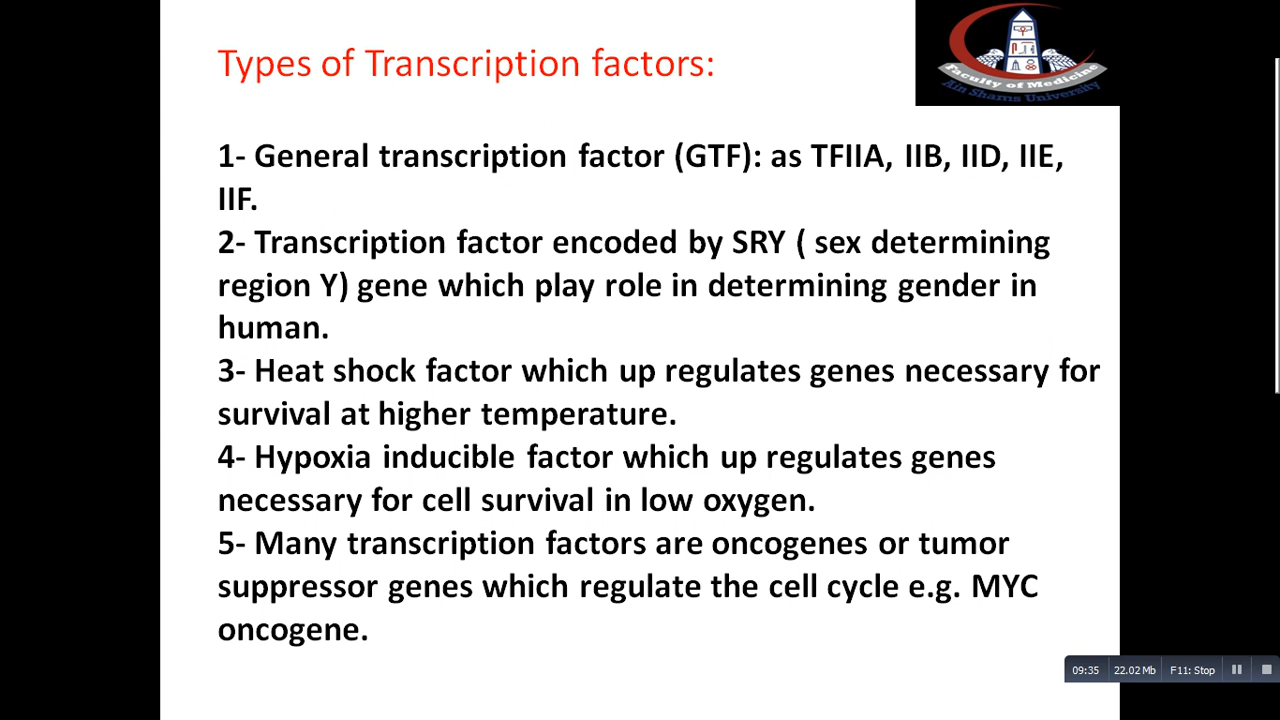 Types of Transcription factors:
Faculty of Medicine
Ain Shams University
1- General transcription factor (GTF): as TFIIA, IIB, IID, IIE,
IIF.
2- Transcription factor encoded by SRY ( sex determining
region Y) gene which play role in determining gender in
human.
3- Heat shock factor which up regulates genes necessary for
survival at higher temperature.
4- Hypoxia inducible factor which up regulates genes
necessary for cell survival in low oxygen.
5- Many transcription factors are oncogenes or tumor
suppressor genes which regulate the cell cycle e.g. MYC
oncogene.
09:35 22.02 Mb F11: Stop